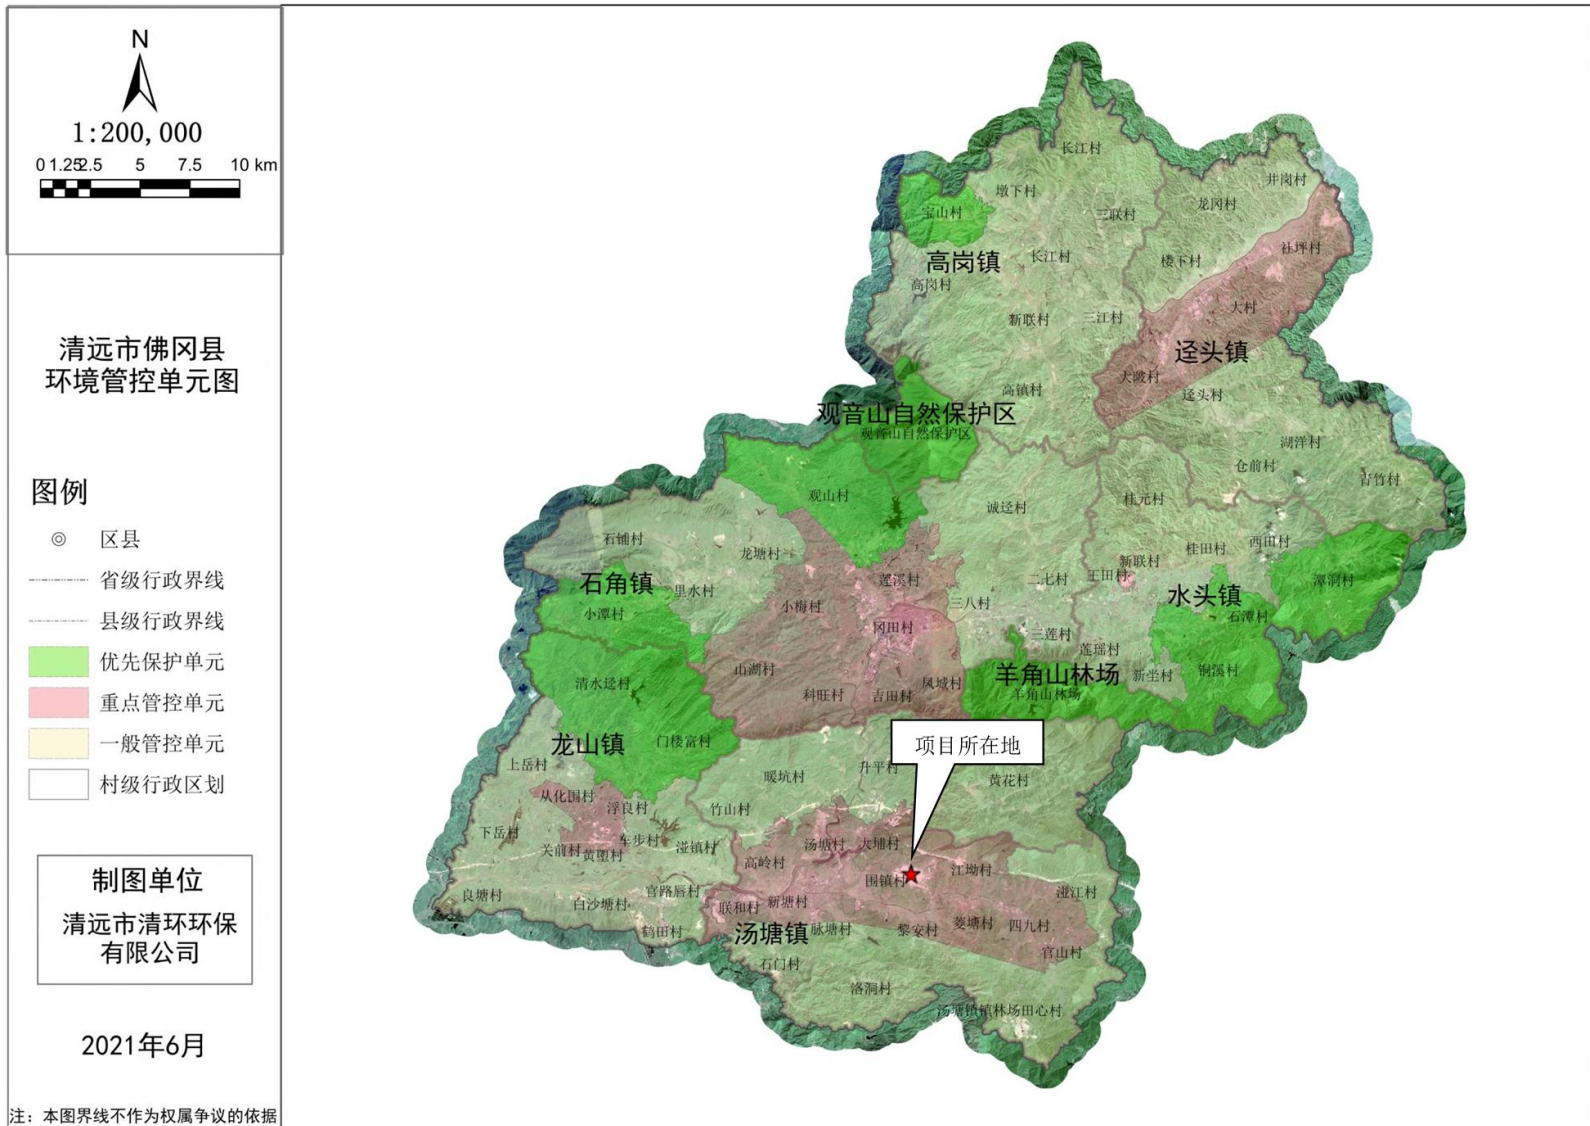 N
1:200,000
0 1.25 2.5 5 7.5 10 km
清远市佛冈县
环境管控单元图
图例
区县
省级行政界线
县级行政界线
优先保护单元
重点管控单元
一般管控单元
村级行政区划
制图单位
清远市清环环保
有限公司
2021年6月
注：本图界线不作为权属争议的依据
长江村
井岗村
墩下村
龙冈村
宝山村
三联村
社坪村
高岗镇
长江村
楼下村
高岗村
大村
新联村
三江村
迳头镇
大陂村
高镇村
迳头村
观音山自然保护区
观音山自然保护区
湖洋村
仓前村
青竹村
观山村
桂元村
诚迳村
石铺村
西田村
龙塘村
桂田村
新联村
石角镇
莲溪村
二七村
王田村
潭洞村
里水村
水头镇
小梅村
三八村
小潭村
石潭村
冈田村
三莲村
莲瑶村
山湖村
羊角山林场
新坐村
铜溪村
清水迳村
凤城村
科旺村
吉田村
羊角山林场
龙山镇
门楼富村
项目所在地
上岳村
升平村
暖坑村
黄花村
从化围村
浮良村
竹山村
下岳村
车步村
湴镇村
汤塘村
大埔村
关前村
黄塱村
高岭村
江坳村
围镇村
官路唇村
湴江村
良塘村
白沙塘村
联和村
新塘村
鹤田村
汤塘镇
脉塘村
黎安村
菱塘村
四九村
官山村
石门村
洛洞村
汤塘镇镇林场田心村